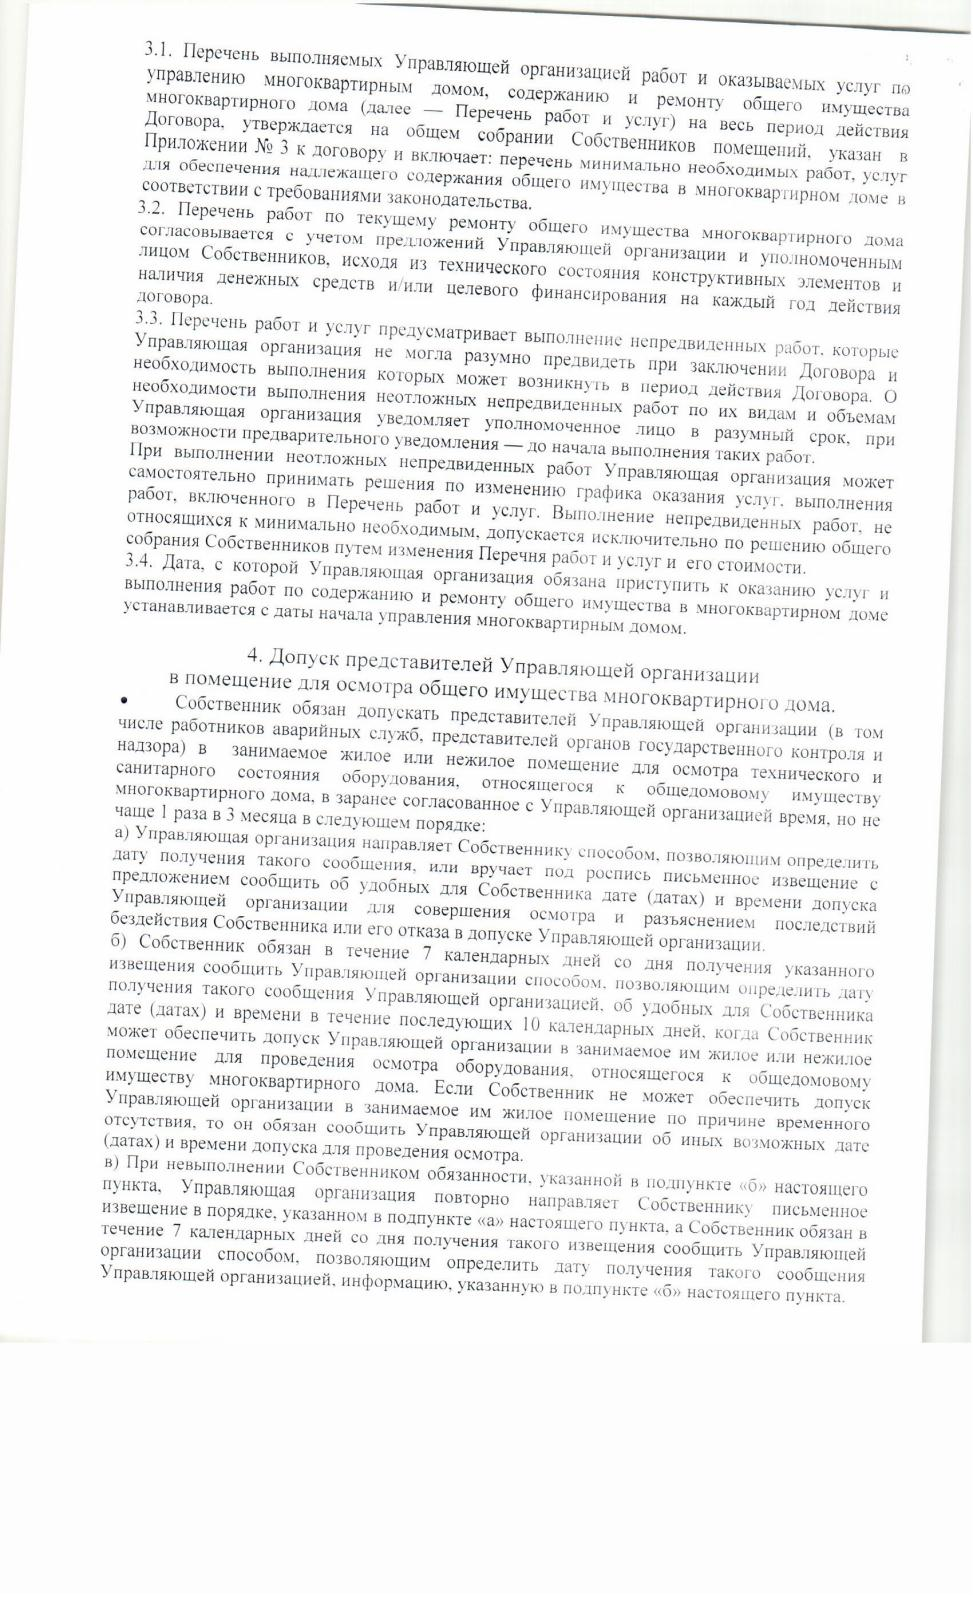 3.1. Перечень выполняемых Управляющей организацией работ и оказываемых услуг по
управлению многоквартирным домом, содержанию и ремонту общего имущества
многоквартирного дома (далее — Перечень работ и услуг) на весь период действия
Договора, утверждается на общем собрании Собственников помещений, указан в
Приложении № 3 к договору и включает: перечень минимально необходимых работ, услуг
для обеспечения надлежащего содержания общего имущества в многоквартирном доме в
соответствии с требованиями законодательства.
3.2. Перечень работ по текущему ремонту общего имущества многоквартирного дома
согласовывается с учетом предложений Управляющей организации и уполномоченным
лицом Собственников, исходя из технического состояния конструктивных элементов и
наличия денежных средств и/или целевого финансирования на каждый год действия
договора.
3.3. Перечень работ и услуг предусматривает выполнение непредвиденных работ, которые
Управляющая организация не могла разумно предвидеть при заключении Договора и
необходимость выполнения которых может возникнуть в период действия Договора. О
необходимости выполнения неотложных непредвиденных работ по их видам и объемам
Управляющая организация уведомляет уполномоченное лицо в разумный срок, при
возможности предварительного уведомления — до начала выполнения таких работ.
При выполнении неотложных непредвиденных работ Управляющая организация может
самостоятельно принимать решения по изменению графика оказания услуг, выполнения
работ, включенного в Перечень работ и услуг. Выполнение непредвиденных работ, не
относящихся к минимально необходимым, допускается исключительно по решению общего
собрания Собственников путем изменения Перечня работ и услуг и его стоимости.
3.4. Дата, с которой Управляющая организация обязана приступить к оказанию услуг и
выполнения работ по содержанию и ремонту общего имущества в многоквартирном доме
устанавливается с даты начала управления многоквартирным домом.
4. Допуск представителей Управляющей организации
в помещение для осмотра общего имущества многоквартирного дома.
• Собственник обязан допускать представителей Управляющей организации (в том
числе работников аварийных служб, представителей органов государственного контроля и
надзора) в занимаемое жилое или нежилое помещение для осмотра технического и
санитарного состояния оборудования, относящегося к общедомовому имуществу
многоквартирного дома, в заранее согласованное с Управляющей организацией время, но не
чаще 1 раза в 3 месяца в следующем порядке:
а) Управляющая организация направляет Собственнику способом, позволяющим определить
дату получения такого сообщения, или вручает под роспись письменное извещение с
предложением сообщить об удобных для Собственника дате (датах) и времени допуска
Управляющей организации для совершения осмотра и разъяснением последствий
бездействия Собственника или его отказа в допуске Управляющей организации.
б) Собственник обязан в течение 7 календарных дней со дня получения указанного
извещения сообщить Управляющей организации способом, позволяющим определить дату
получения такого сообщения Управляющей организацией, об удобных для Собственника
дате (датах) и времени в течение последующих 10 календарных дней, когда Собственник
может обеспечить допуск Управляющей организации в занимаемое им жилое или нежилое
помещение для проведения осмотра оборудования, относящегося к общедомовому
имуществу многоквартирного дома. Если Собственник не может обеспечить допуск
Управляющей организации в занимаемое им жилое помещение по причине временного
отсутствия, то он обязан сообщить Управляющей организации об иных возможных дате
(датах) и времени допуска для проведения осмотра.
в) При невыполнении Собственником обязанности, указанной в подпункте «б» настоящего
пункта, Управляющая организация повторно направляет Собственнику письменное
извещение в порядке, указанном в подпункте «а» настоящего пункта, а Собственник обязан в
течение 7 календарных дней со дня получения такого извещения сообщить Управляющей
организации способом, позволяющим определить дату получения такого сообщения
Управляющей организацией, информацию, указанную в подпункте «б» настоящего пункта.